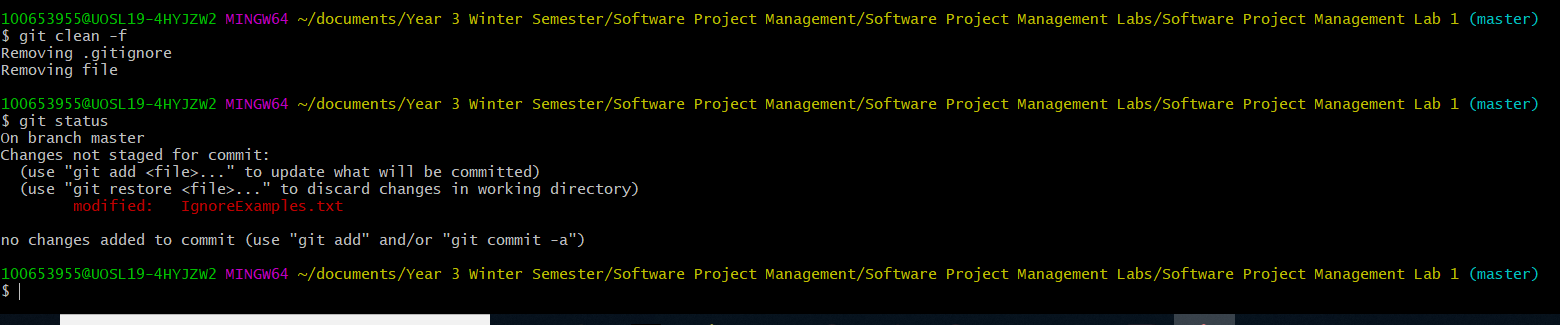 100653955@UOSL19-4HYJZW2 MINGW64 ~/documents/Year 3 Winter Semester/Software Project Management/Software Project Management Labs/Software Project Management Lab 1 (master)
$ git clean -f
Removing .gitignore
Removing file
100653955@UOSL19-4HYJZW2 MINGW64 ~/documents/Year 3 Winter Semester/Software Project Management/Software Project Management Labs/Software Project Management Lab 1 (master)
$ git status
On branch master
Changes not staged for commit:
  (use "git add <file>..." to update what will be committed)
  (use "git restore <file>..." to discard changes in working directory)
        modified:   IgnoreExamples.txt
no changes added to commit (use "git add" and/or "git commit -a")
100653955@UOSL19-4HYJZW2 MINGW64 ~/documents/Year 3 Winter Semester/Software Project Management/Software Project Management Labs/Software Project Management Lab 1 (master)
$